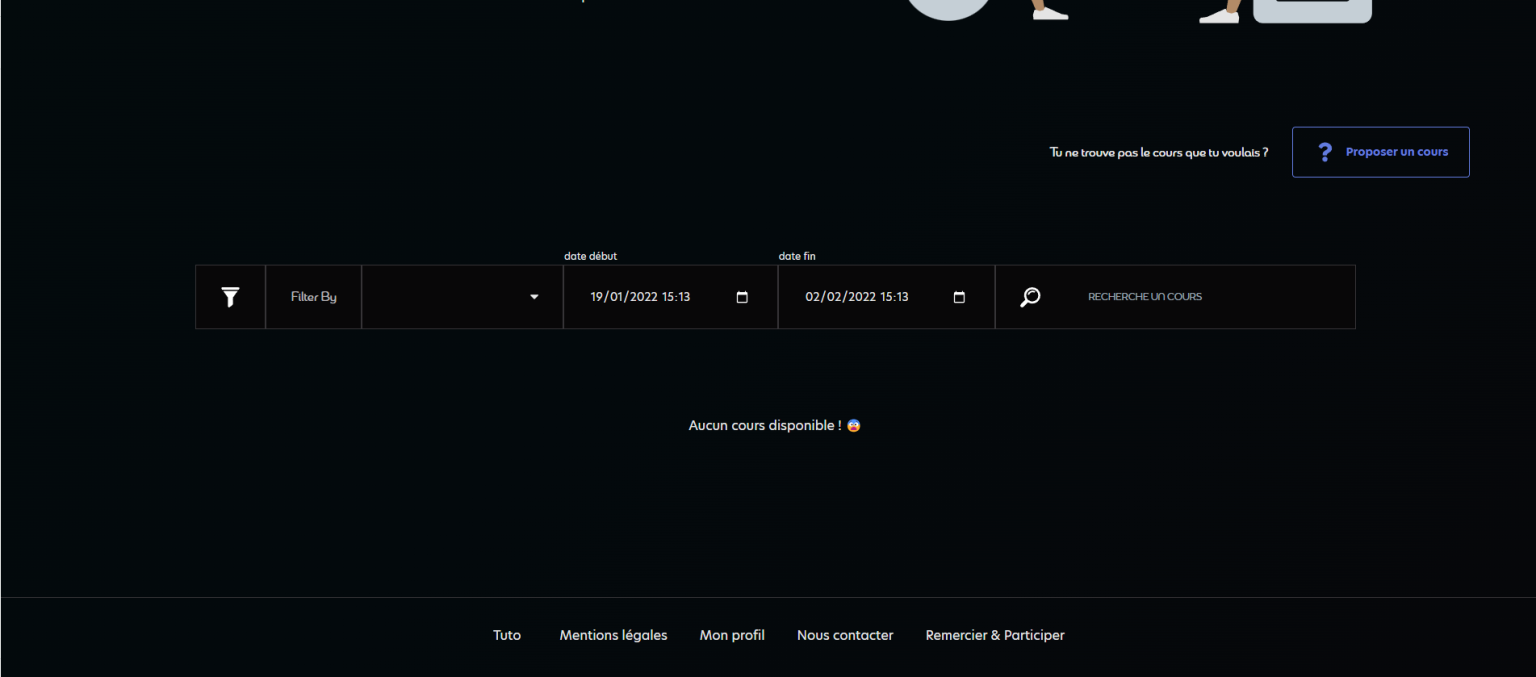 Tu ne trouve pas le cours que tu voulais ?
? Proposer un cours
date début
date fin
Filter By
19/01/2022 15:13
02/02/2022 15:13
RECHERCHE UN COURS
Aucun cours disponible ! 😨
Tuto
Mentions légales
Mon profil
Nous contacter
Remercier & Participer